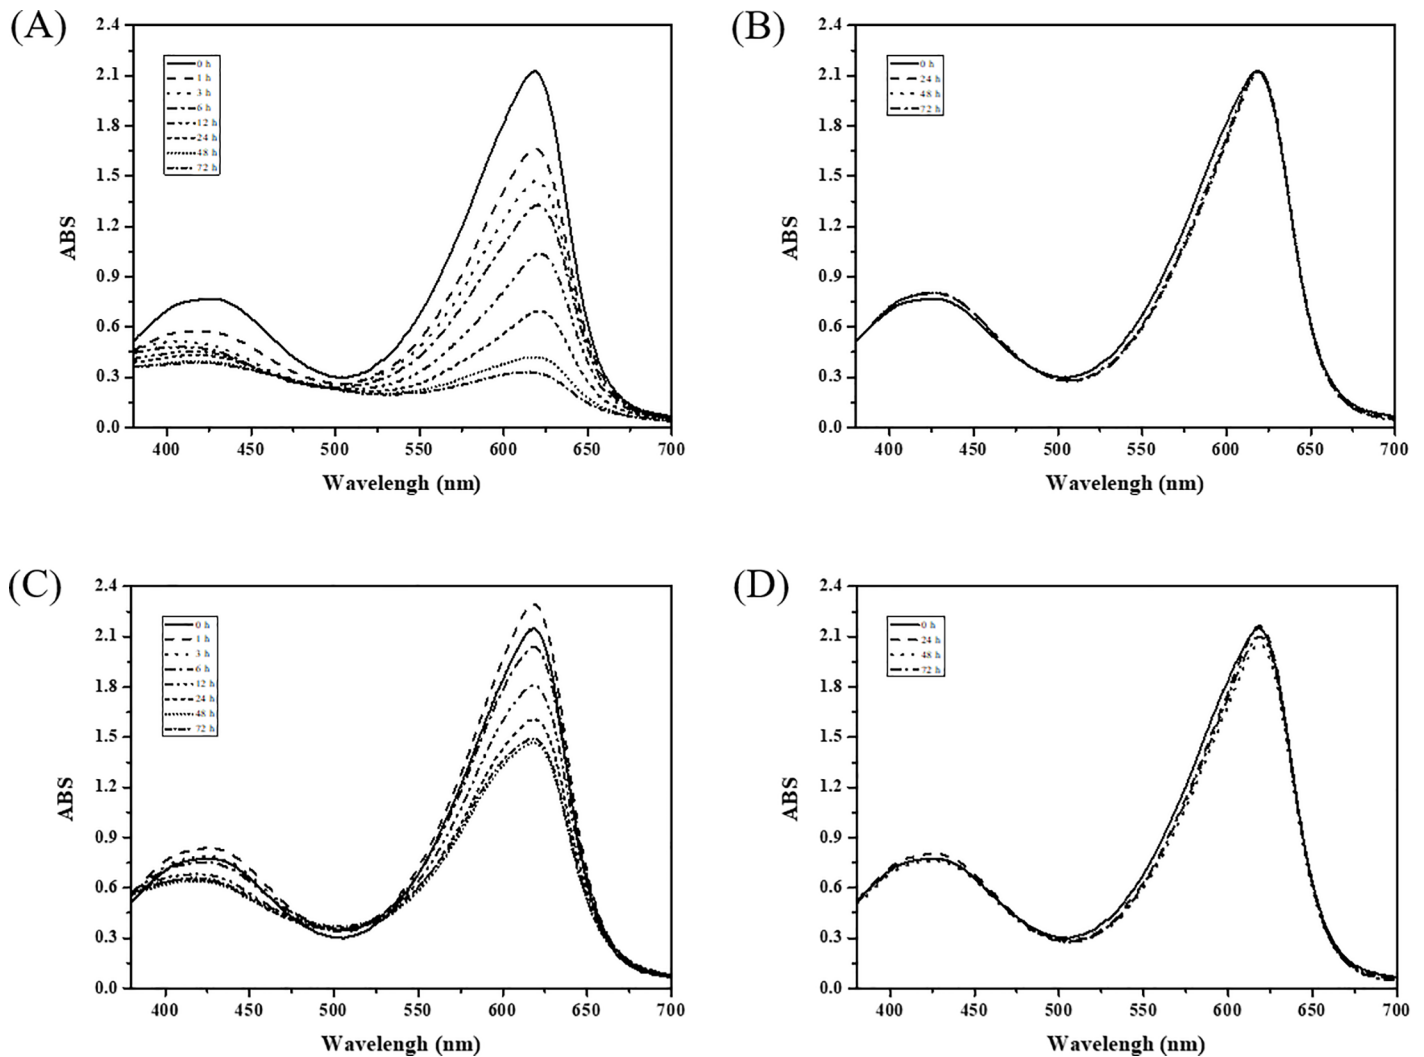 (A)
2.4
2.1
1.8
1.5
1.2
0.9
0.6
0.3
0.0
ABS
0 h
1 h
3 h
6 h
12 h
24 h
48 h
72 h
400 450 500 550 600 650 700
Wavelengh (nm)
(B)
2.4
2.1
1.8
1.5
1.2
0.9
0.6
0.3
0.0
ABS
0 h
24 h
48 h
72 h
400 450 500 550 600 650 700
Wavelengh (nm)
(C)
2.4
2.1
1.8
1.5
1.2
0.9
0.6
0.3
0.0
ABS
0 h
1 h
3 h
6 h
12 h
24 h
48 h
72 h
400 450 500 550 600 650 700
Wavelengh (nm)
(D)
2.4
2.1
1.8
1.5
1.2
0.9
0.6
0.3
0.0
ABS
0 h
24 h
48 h
72 h
400 450 500 550 600 650 700
Wavelengh (nm)